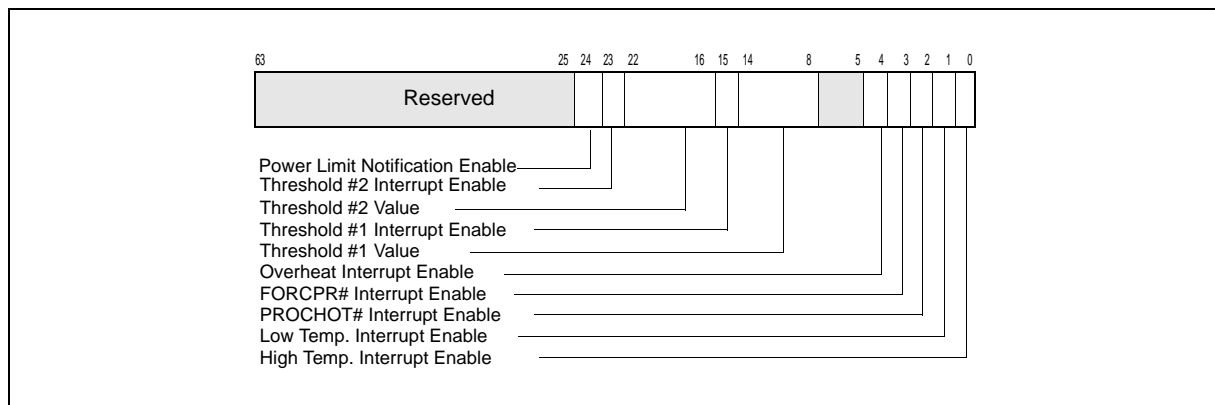 63 25 24 23 22 16 15 14 8 5 4 3 2 1 0
Reserved
Power Limit Notification Enable
Threshold #2 Interrupt Enable
Threshold #2 Value
Threshold #1 Interrupt Enable
Threshold #1 Value
Overheat Interrupt Enable
FORCPR# Interrupt Enable
PROCHOT# Interrupt Enable
Low Temp. Interrupt Enable
High Temp. Interrupt Enable